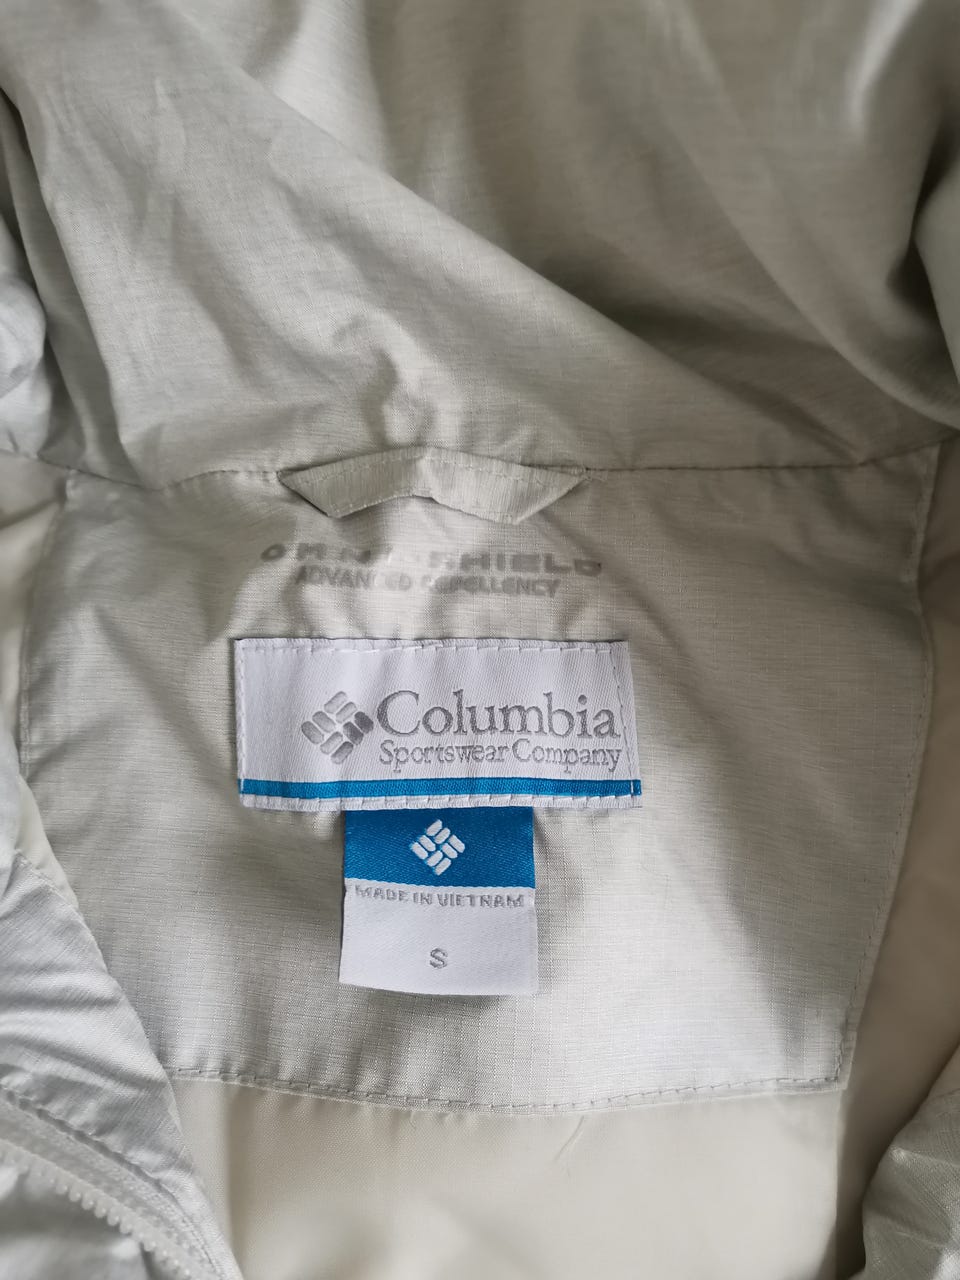 OMNI-SHIELD
ADVANCED REPELLENCY
Columbia
Sportswear Company
MADE IN VIETNAM
S